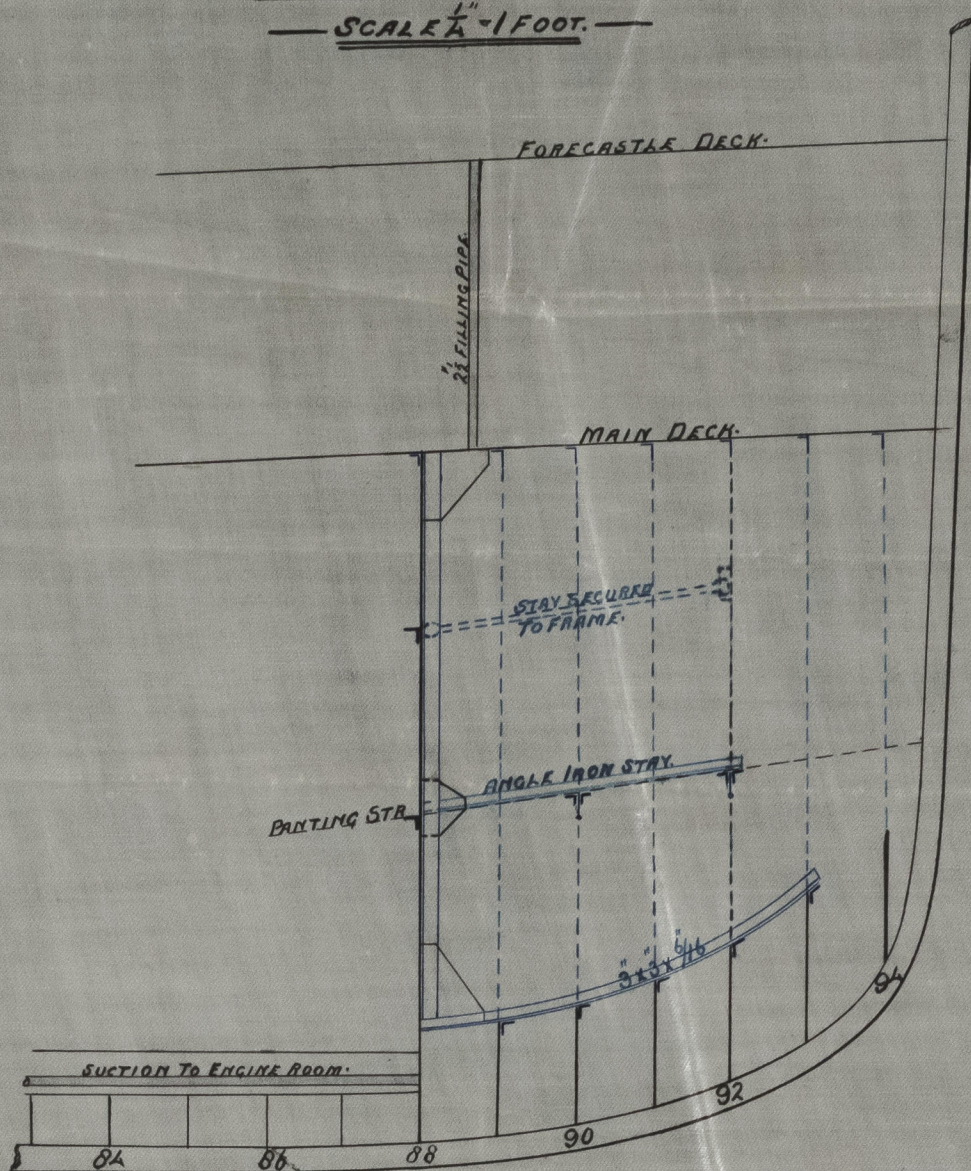 SCALE 1/4" = 1 FOOT.
FORECASTLE DECK.
2 1/2" FILLING PIPE.
MAIN DECK.
STAY SECURED
TO FRAME.
ANGLE IRON STAY.
PANTING STR
3" x 3" x 6/16"
94
SUCTION TO ENGINE ROOM.
92
90
84
86
88